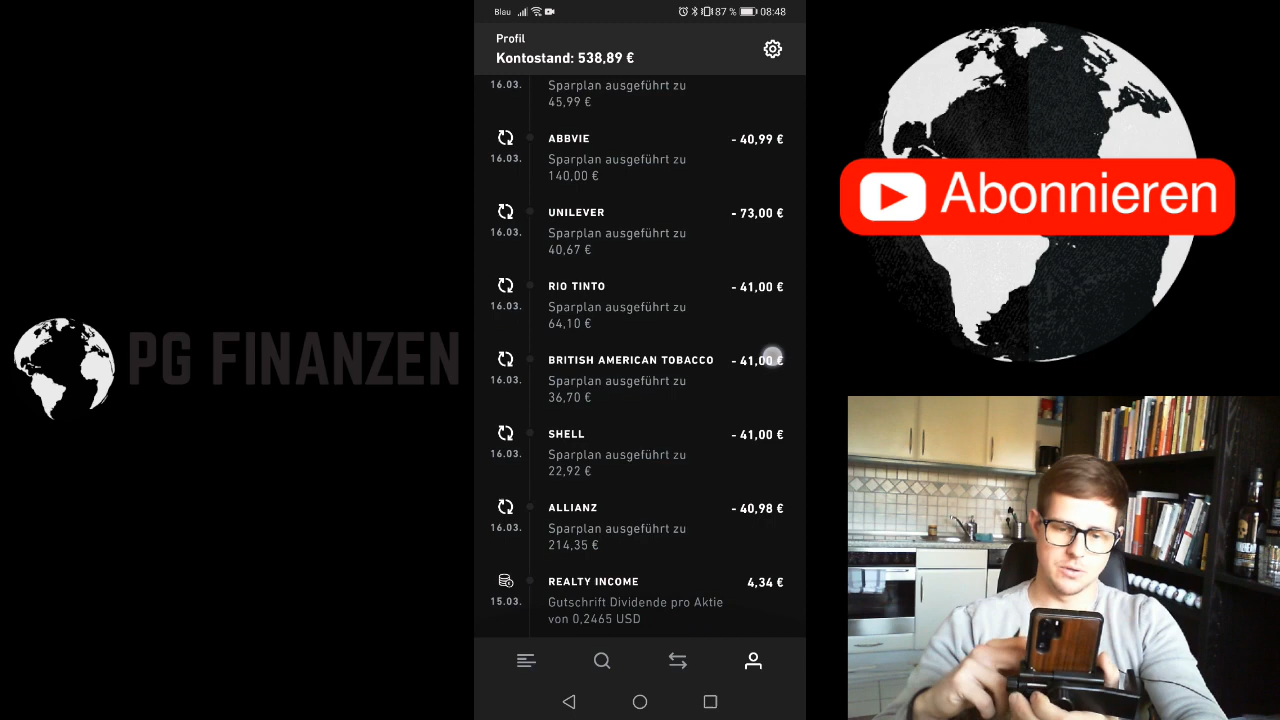 Blau
87 %
08:48
Profil
Kontostand: 538,89 €
16.03.
Sparplan ausgeführt zu
45,99 €
ABBVIE
- 40,99 €
16.03.
Sparplan ausgeführt zu
140,00 €
UNILEVER
- 73,00 €
16.03.
Sparplan ausgeführt zu
40,67 €
RIO TINTO
- 41,00 €
16.03.
Sparplan ausgeführt zu
64,10 €
BRITISH AMERICAN TOBACCO
- 41,00 €
16.03.
Sparplan ausgeführt zu
36,70 €
SHELL
- 41,00 €
16.03.
Sparplan ausgeführt zu
22,92 €
ALLIANZ
- 40,98 €
16.03.
Sparplan ausgeführt zu
214,35 €
REALTY INCOME
4,34 €
15.03.
Gutschrift Dividende pro Aktie
von 0,2465 USD
PG FINANZEN
Abonnieren